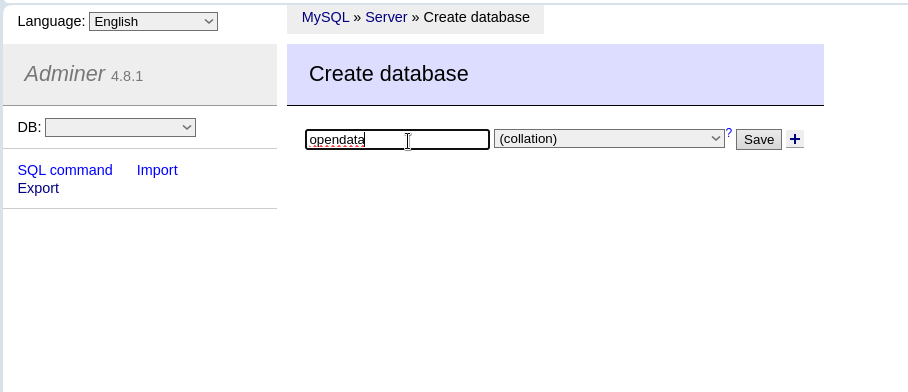 Language: English
MySQL » Server » Create database
Adminer 4.8.1
Create database
DB:
opendata (collation) ? Save +
SQL command Import
Export